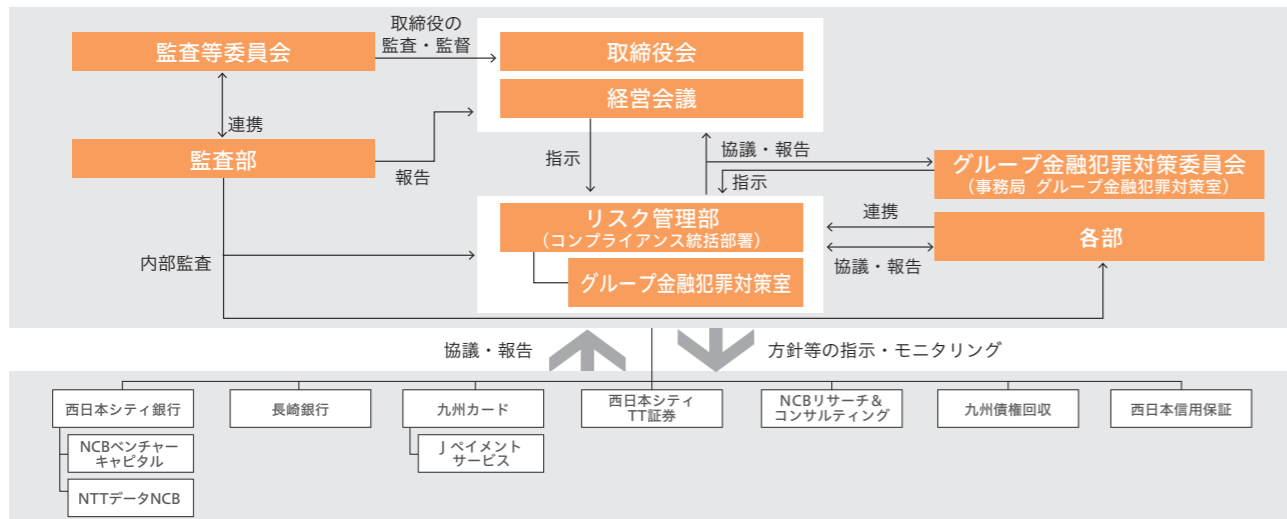 取締役の
監査・監督
監査等委員会
取締役会
経営会議
連携
監査部
報告
指示
協議・報告
指示
グループ金融犯罪対策委員会
(事務局 グループ金融犯罪対策室)
リスク管理部
(コンプライアンス統括部署)
グループ金融犯罪対策室
連携
各部
協議・報告
内部監査
協議・報告
方針等の指示・モニタリング
西日本シティ銀行
長崎銀行
九州カード
西日本シティ
TT証券
NCBリサーチ&
コンサルティング
九州債権回収
西日本信用保証
NCBベンチャー
キャピタル
J ペイメント
サービス
NTTデータNCB